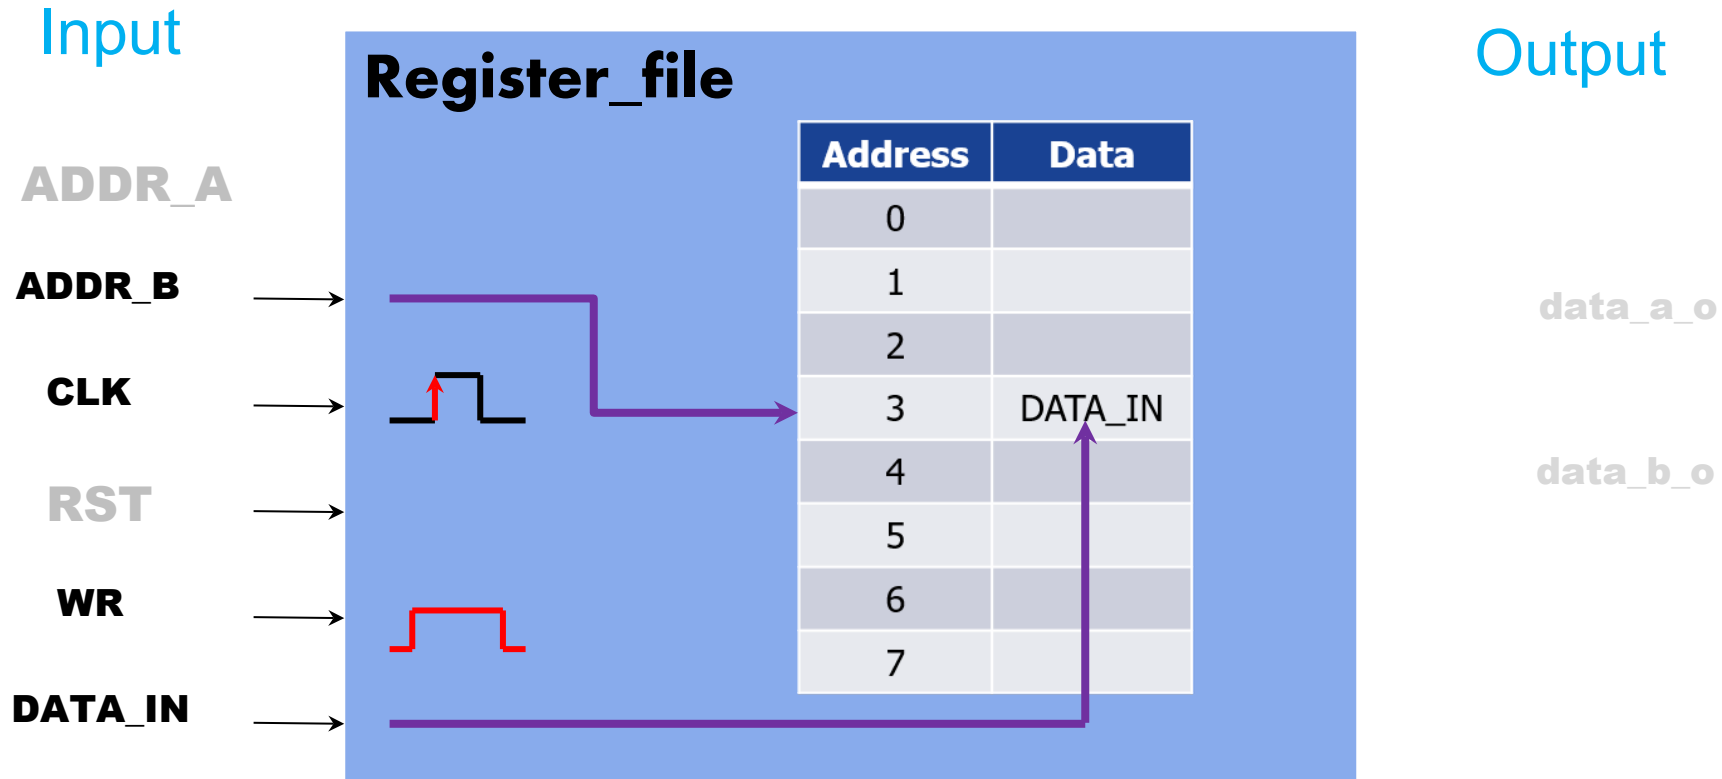 Input
Output
Register_file
Address Data
ADDR_A
0
ADDR_B
1
data_a_o
2
CLK
3 DATA_IN
4
data_b_o
RST
5
WR
6
7
DATA_IN